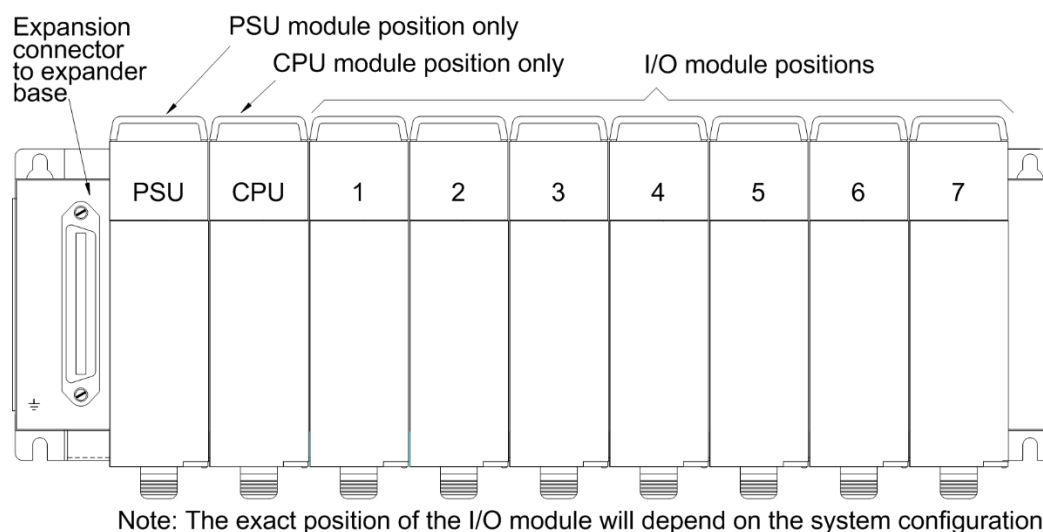 Expansion
connector
to expander
base
PSU module position only
CPU module position only
I/O module positions
PSU CPU 1 2 3 4 5 6 7
Note: The exact position of the I/O module will depend on the system configuration